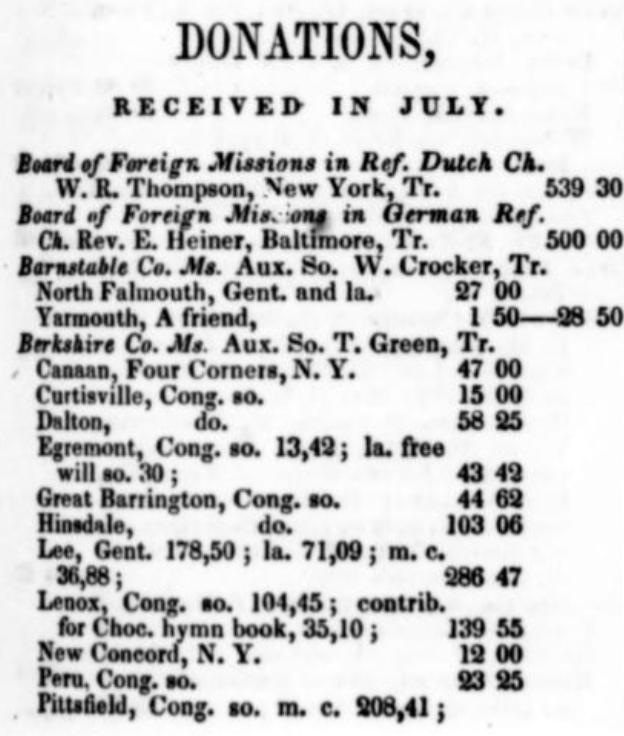 DONATIONS,
RECEIVED IN JULY.
Board of Foreign Missions in Ref. Dutch Ch.
W. R. Thompson, New York, Tr. 539 30
Board of Foreign Missions in German Ref.
Ch. Rev. E. Heiner, Baltimore, Tr. 500 00
Barnstable Co. Ms. Aux. So. W. Crocker, Tr.
North Falmouth, Gent. and la. 27 00
Yarmouth, A friend, 1 50—28 50
Berkshire Co. Ms. Aux. So. T. Green, Tr.
Canaan, Four Corners, N. Y. 47 00
Curtisville, Cong. so. 15 00
Dalton, do. 58 25
Egremont, Cong. so. 13,42; la. free
will so. 30; 43 42
Great Barrington, Cong. so. 44 62
Hinsdale, do. 103 06
Lee, Gent. 178,50; la. 71,09; m. c.
36,88; 286 47
Lenox, Cong. so. 104,45; contrib.
for Choc. hymn book, 35,10; 139 55
New Concord, N. Y. 12 00
Peru, Cong. so. 23 25
Pittsfield, Cong. so. m. c. 208,41;